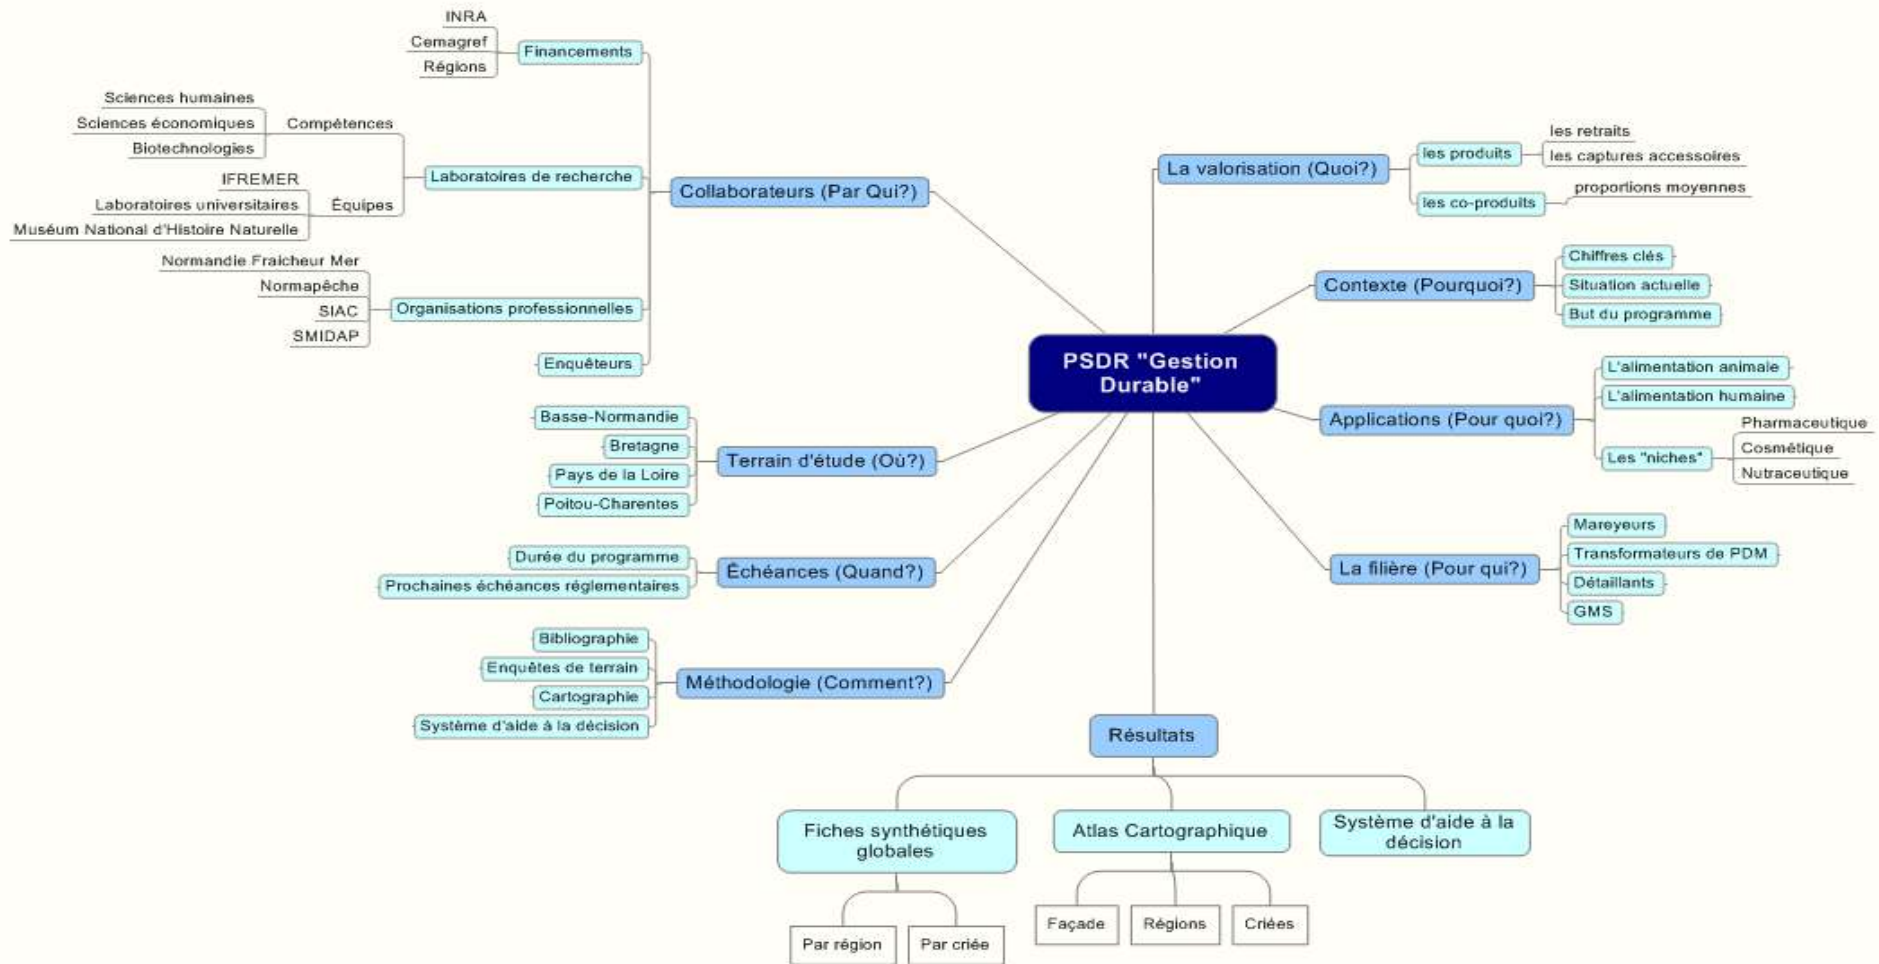 PSDR "Gestion
Durable"
Collaborateurs (Par Qui?)
Financements
INRA
Cemagref
Régions
Laboratoires de recherche
Compétences
Sciences humaines
Sciences économiques
Biotechnologies
Équipes
IFREMER
Laboratoires universitaires
Muséum National d'Histoire Naturelle
Organisations professionnelles
Normandie Fraicheur Mer
Normapêche
SIAC
SMIDAP
Enquêteurs
Terrain d'étude (Où?)
Basse-Normandie
Bretagne
Pays de la Loire
Poitou-Charentes
Échéances (Quand?)
Durée du programme
Prochaines échéances réglementaires
Méthodologie (Comment?)
Bibliographie
Enquêtes de terrain
Cartographie
Système d'aide à la décision
La valorisation (Quoi?)
les produits
les retraits
les captures accessoires
les co-produits
proportions moyennes
Contexte (Pourquoi?)
Chiffres clés
Situation actuelle
But du programme
Applications (Pour quoi?)
L'alimentation animale
L'alimentation humaine
Les "niches"
Pharmaceutique
Cosmétique
Nutraceutique
La filière (Pour qui?)
Mareyeurs
Transformateurs de PDM
Détaillants
GMS
Résultats
Fiches synthétiques
globales
Par région
Par criée
Atlas Cartographique
Façade
Régions
Criées
Système d'aide à la
décision